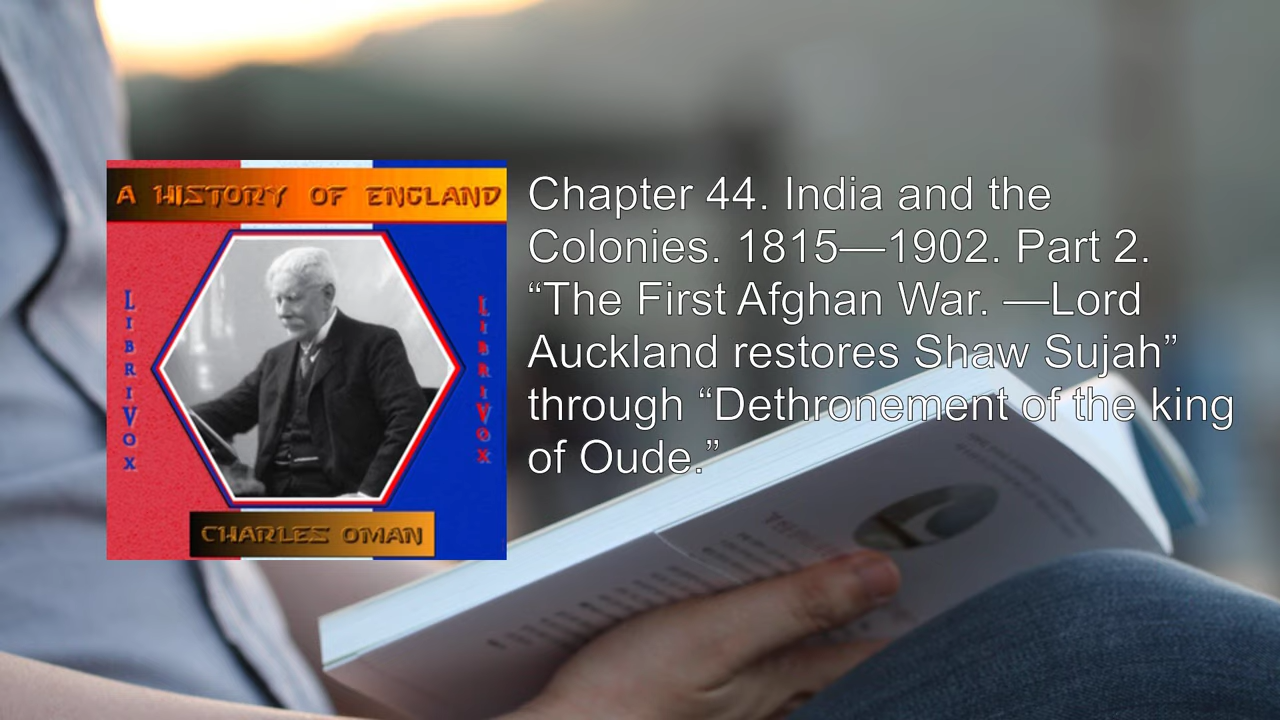 A HISTORY OF ENGLAND
LIBRIVOX
LIBRIVOX
CHARLES OMAN
Chapter 44. India and the
Colonies. 1815—1902. Part 2.
“The First Afghan War. —Lord
Auckland restores Shaw Sujah”
through “Dethronement of the king
of Oude.”